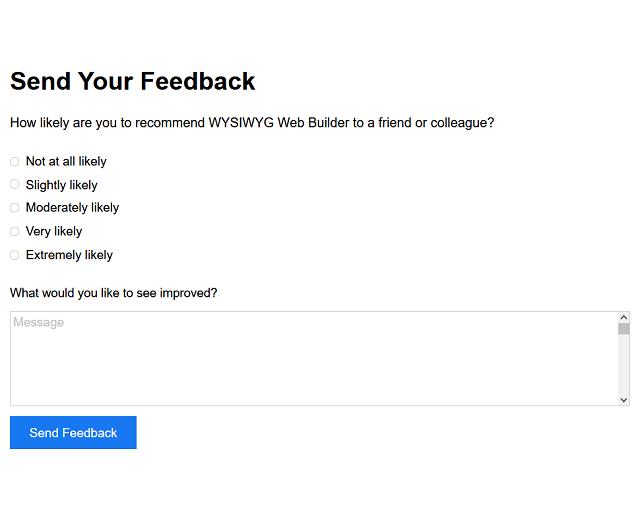 Send Your Feedback
How likely are you to recommend WYSIWYG Web Builder to a friend or colleague?
Not at all likely
Slightly likely
Moderately likely
Very likely
Extremely likely
What would you like to see improved?
Message
Send Feedback